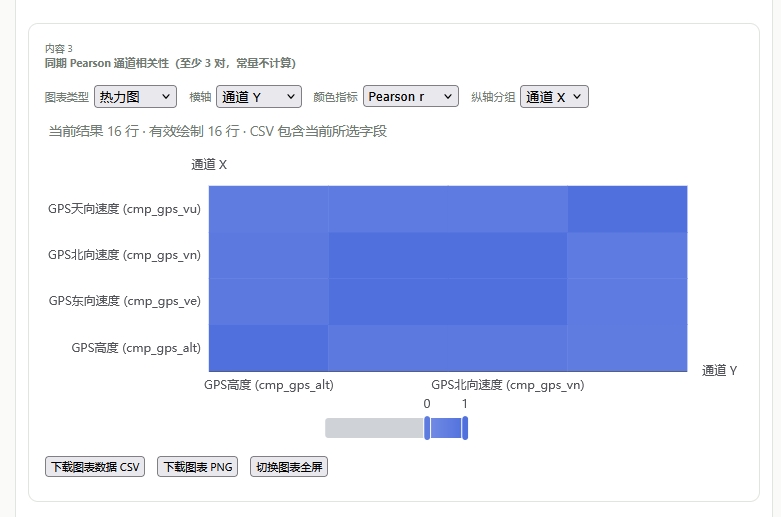 内容 3
同期 Pearson 通道相关性（至少 3 对，常量不计算）
图表类型 热力图 横轴 通道 Y 颜色指标 Pearson r 纵轴分组 通道 X
当前结果 16 行 · 有效绘制 16 行 · CSV 包含当前所选字段
通道 X
GPS天向速度 (cmp_gps_vu)
GPS北向速度 (cmp_gps_vn)
GPS东向速度 (cmp_gps_ve)
GPS高度 (cmp_gps_alt)
通道 Y
GPS高度 (cmp_gps_alt) GPS北向速度 (cmp_gps_vn)
0 1
下载图表数据 CSV 下载图表 PNG 切换图表全屏